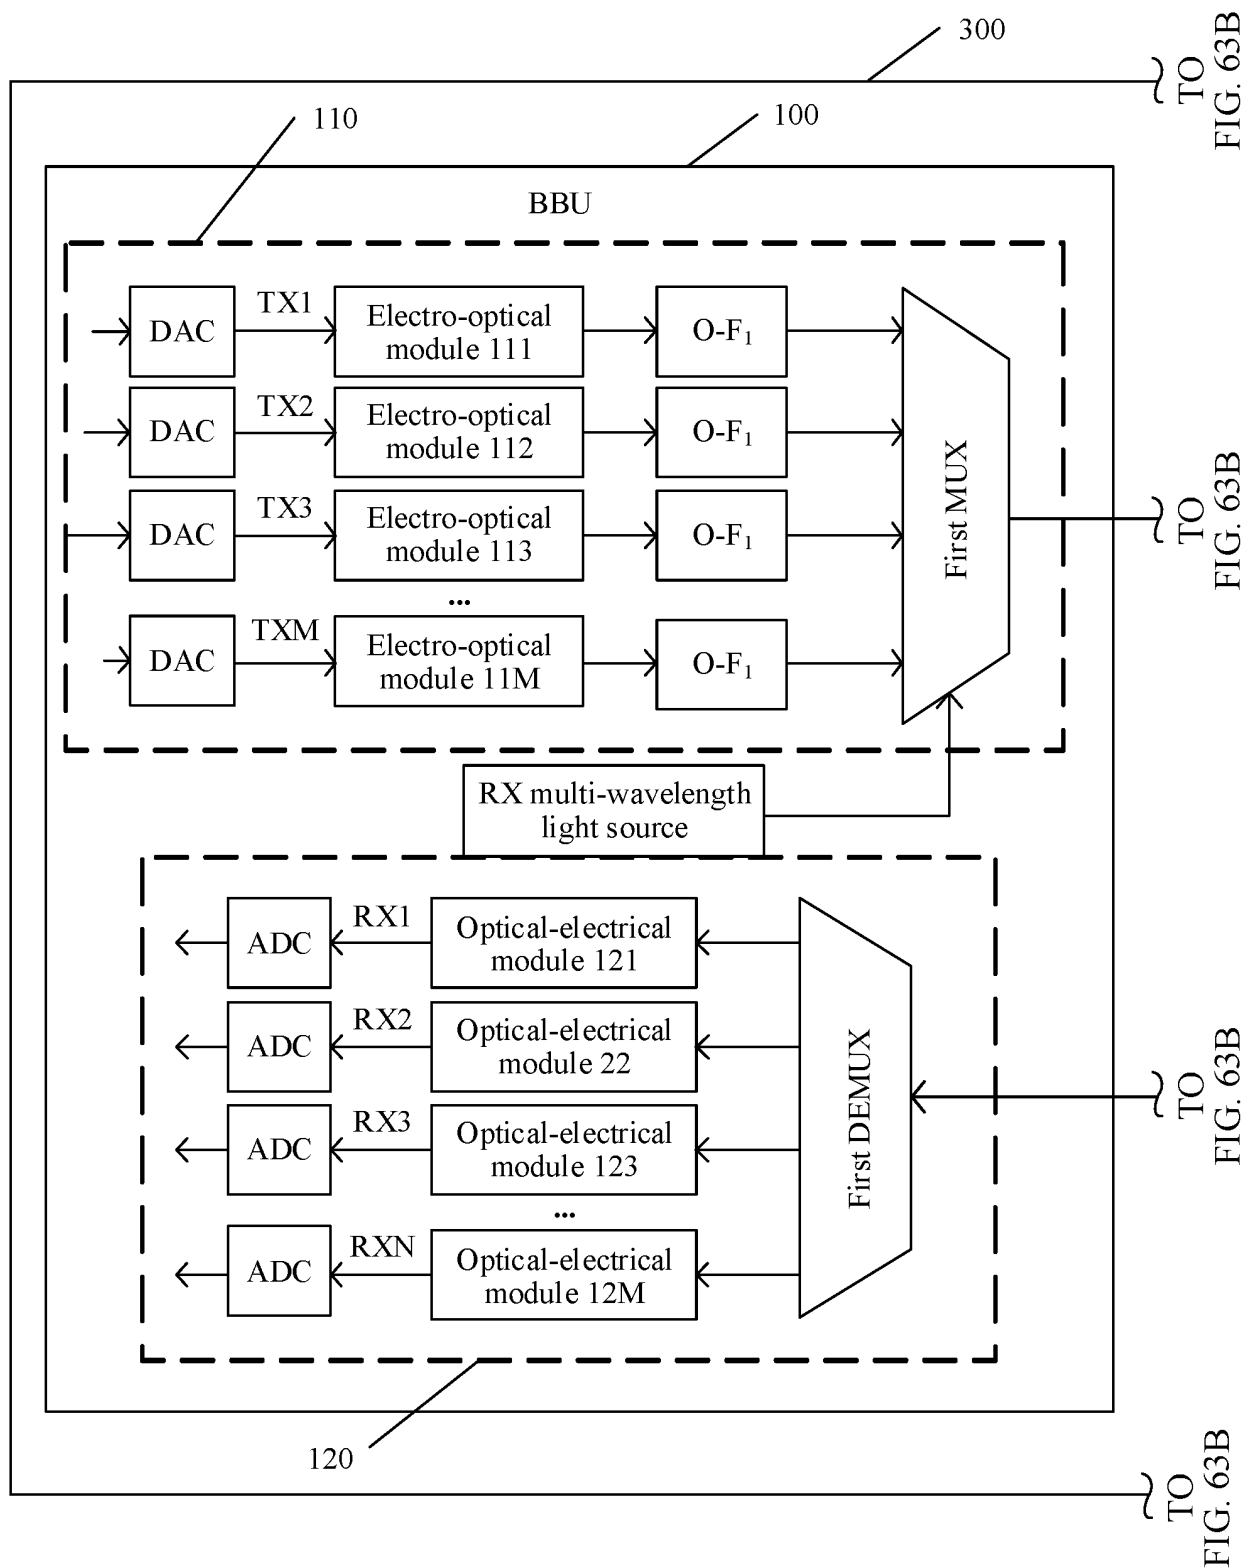 300
TO
FIG. 63B
110
100
BBU
DAC
TX1
Electro-optical
module 111
O-F₁
DAC
TX2
Electro-optical
module 112
O-F₁
DAC
TX3
Electro-optical
module 113
O-F₁
...
DAC
TXM
Electro-optical
module 11M
O-F₁
First MUX
TO
FIG. 63B
RX multi-wavelength
light source
ADC
RX1
Optical-electrical
module 121
ADC
RX2
Optical-electrical
module 22
ADC
RX3
Optical-electrical
module 123
...
ADC
RXN
Optical-electrical
module 12M
First DEMUX
TO
FIG. 63B
120
TO
FIG. 63B